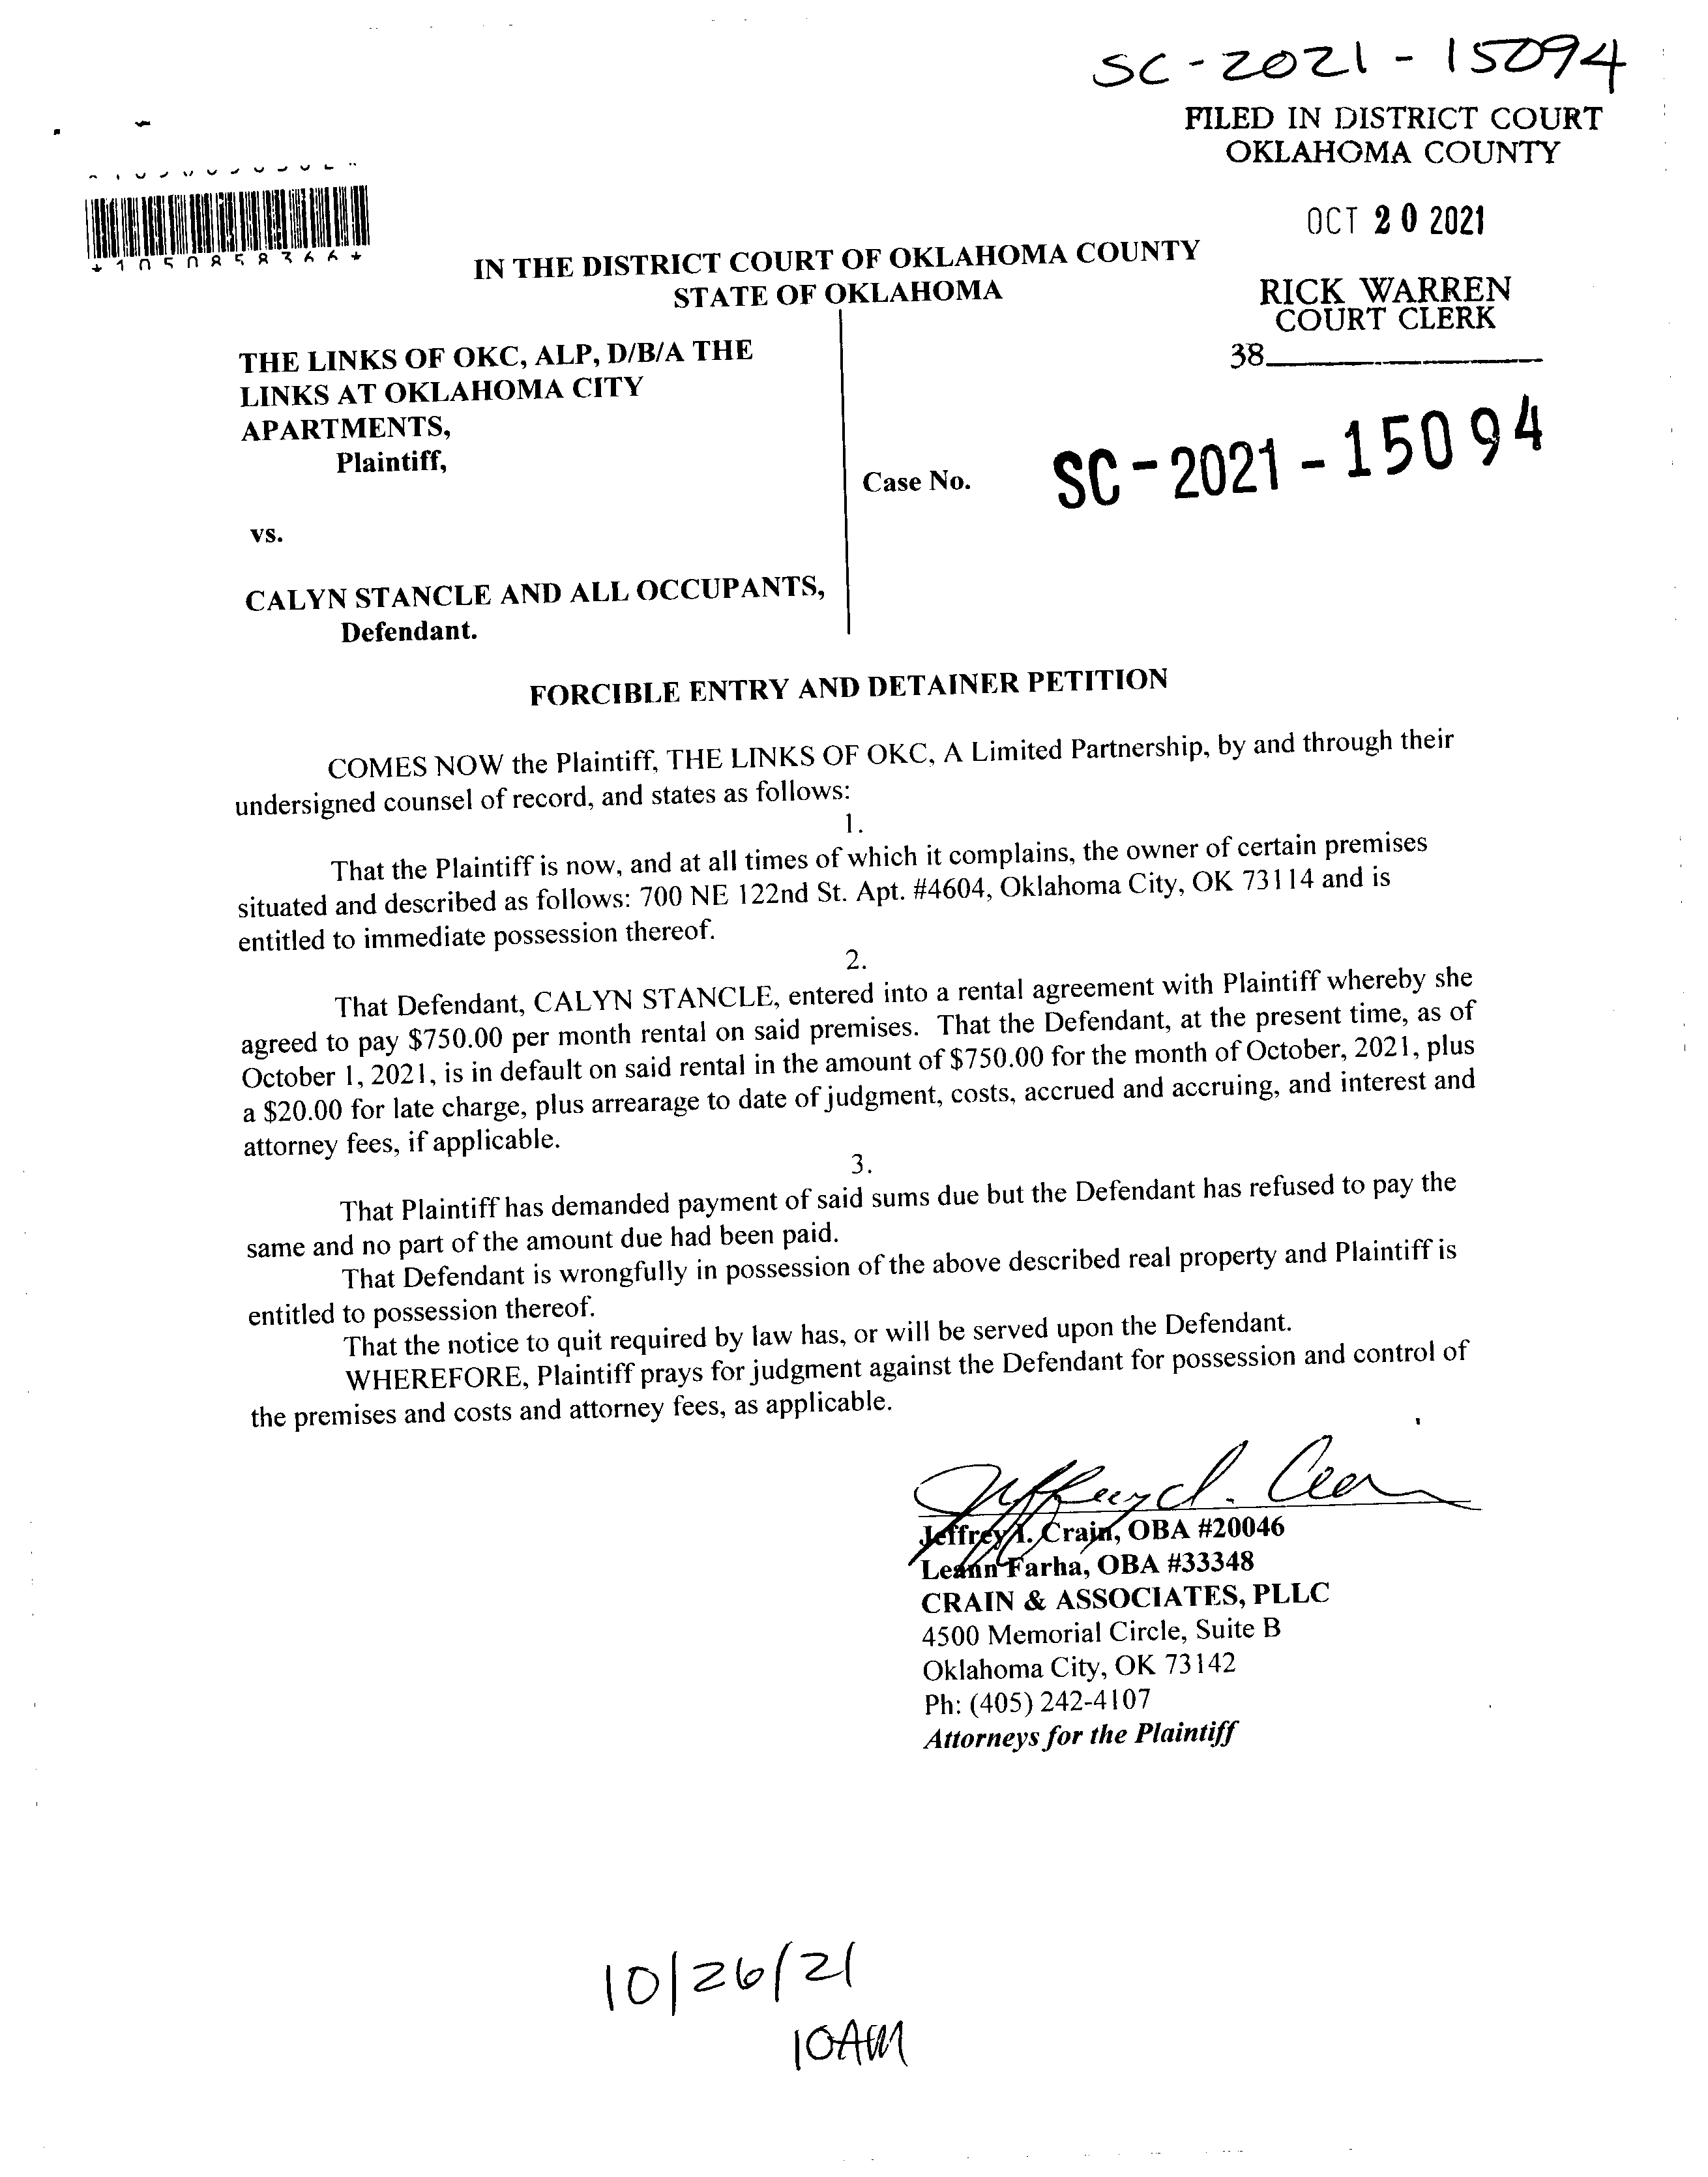 SC-2021-15094
FILED IN DISTRICT COURT
OKLAHOMA COUNTY
OCT 20 2021
RICK WARREN
COURT CLERK
38
*1050858366*
IN THE DISTRICT COURT OF OKLAHOMA COUNTY
STATE OF OKLAHOMA
THE LINKS OF OKC, ALP, D/B/A THE
LINKS AT OKLAHOMA CITY
APARTMENTS,
Plaintiff,
Case No.
SC-2021-15094
vs.
CALYN STANCLE AND ALL OCCUPANTS,
Defendant.
FORCIBLE ENTRY AND DETAINER PETITION
COMES NOW the Plaintiff, THE LINKS OF OKC, A Limited Partnership, by and through their
undersigned counsel of record, and states as follows:
1.
That the Plaintiff is now, and at all times of which it complains, the owner of certain premises
situated and described as follows: 700 NE 122nd St. Apt. #4604, Oklahoma City, OK 73114 and is
entitled to immediate possession thereof.
2.
That Defendant, CALYN STANCLE, entered into a rental agreement with Plaintiff whereby she
agreed to pay $750.00 per month rental on said premises. That the Defendant, at the present time, as of
October 1, 2021, is in default on said rental in the amount of $750.00 for the month of October, 2021, plus
a $20.00 for late charge, plus arrearage to date of judgment, costs, accrued and accruing, and interest and
attorney fees, if applicable.
3.
That Plaintiff has demanded payment of said sums due but the Defendant has refused to pay the
same and no part of the amount due had been paid.
That Defendant is wrongfully in possession of the above described real property and Plaintiff is
entitled to possession thereof.
That the notice to quit required by law has, or will be served upon the Defendant.
WHEREFORE, Plaintiff prays for judgment against the Defendant for possession and control of
the premises and costs and attorney fees, as applicable.
Jeffrey I. Crain, OBA #20046
Leann Farha, OBA #33348
CRAIN & ASSOCIATES, PLLC
4500 Memorial Circle, Suite B
Oklahoma City, OK 73142
Ph: (405) 242-4107
Attorneys for the Plaintiff
10/26/21
10AM